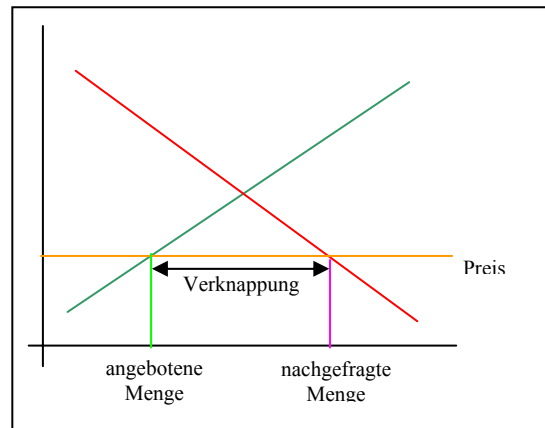 Preis
Verknappung
angebotene
Menge
nachgefragte
Menge